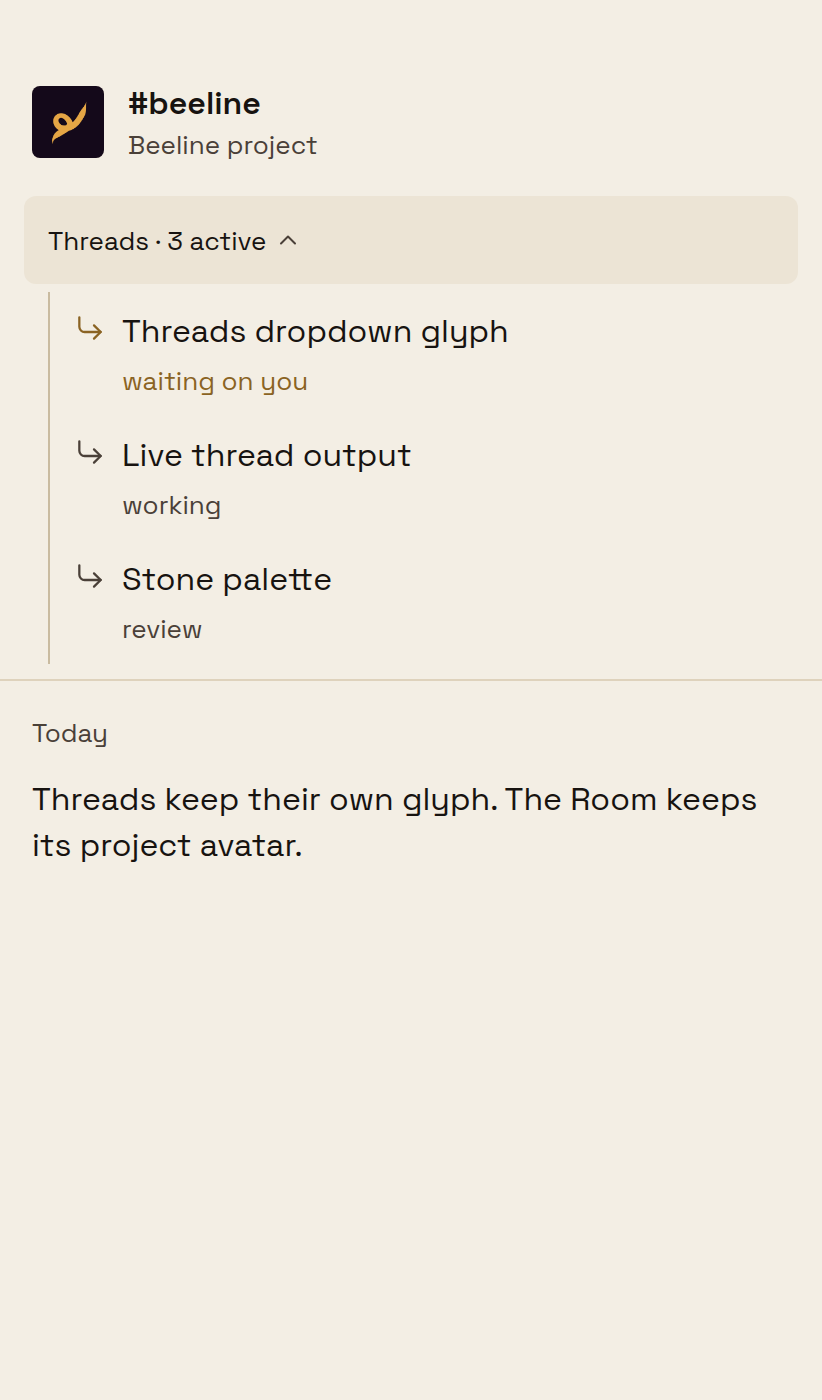 #beeline
Beeline project
Threads · 3 active
Threads dropdown glyph
waiting on you
Live thread output
working
Stone palette
review
Today
Threads keep their own glyph. The Room keeps
its project avatar.